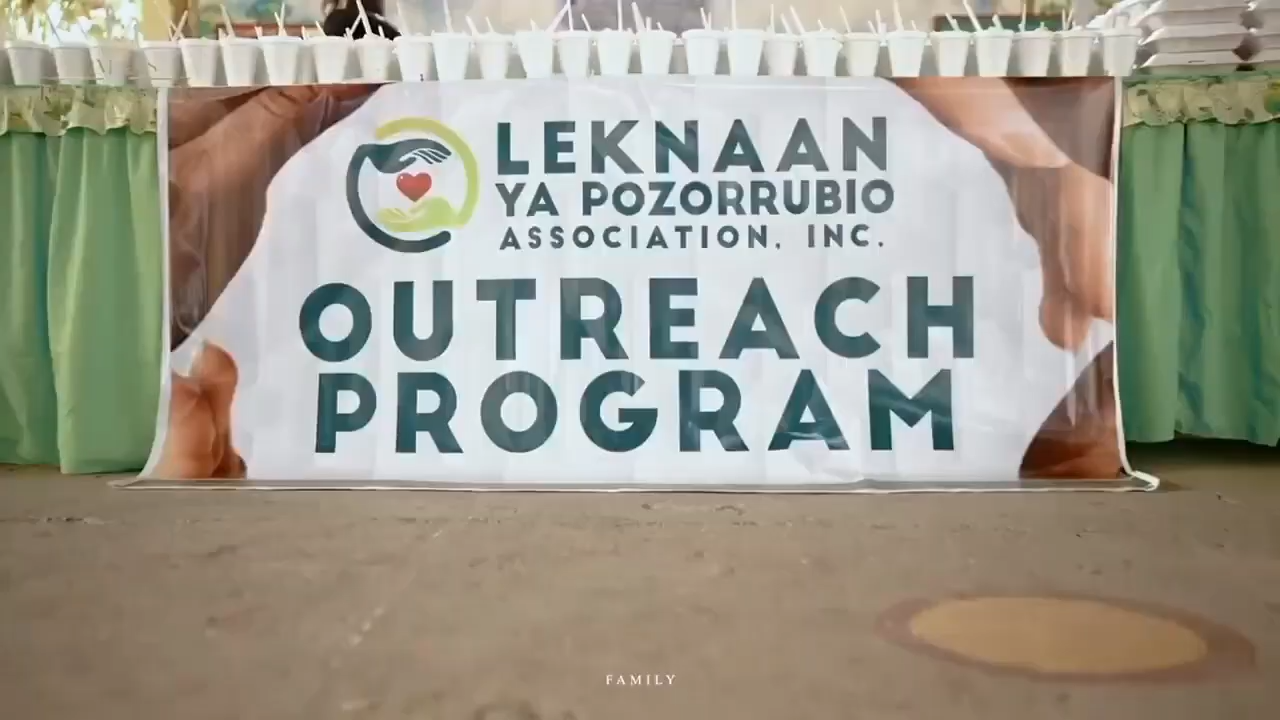 LEKNAAN
YA POZORRUBIO
ASSOCIATION, INC.
OUTREACH
PROGRAM
FAMILY